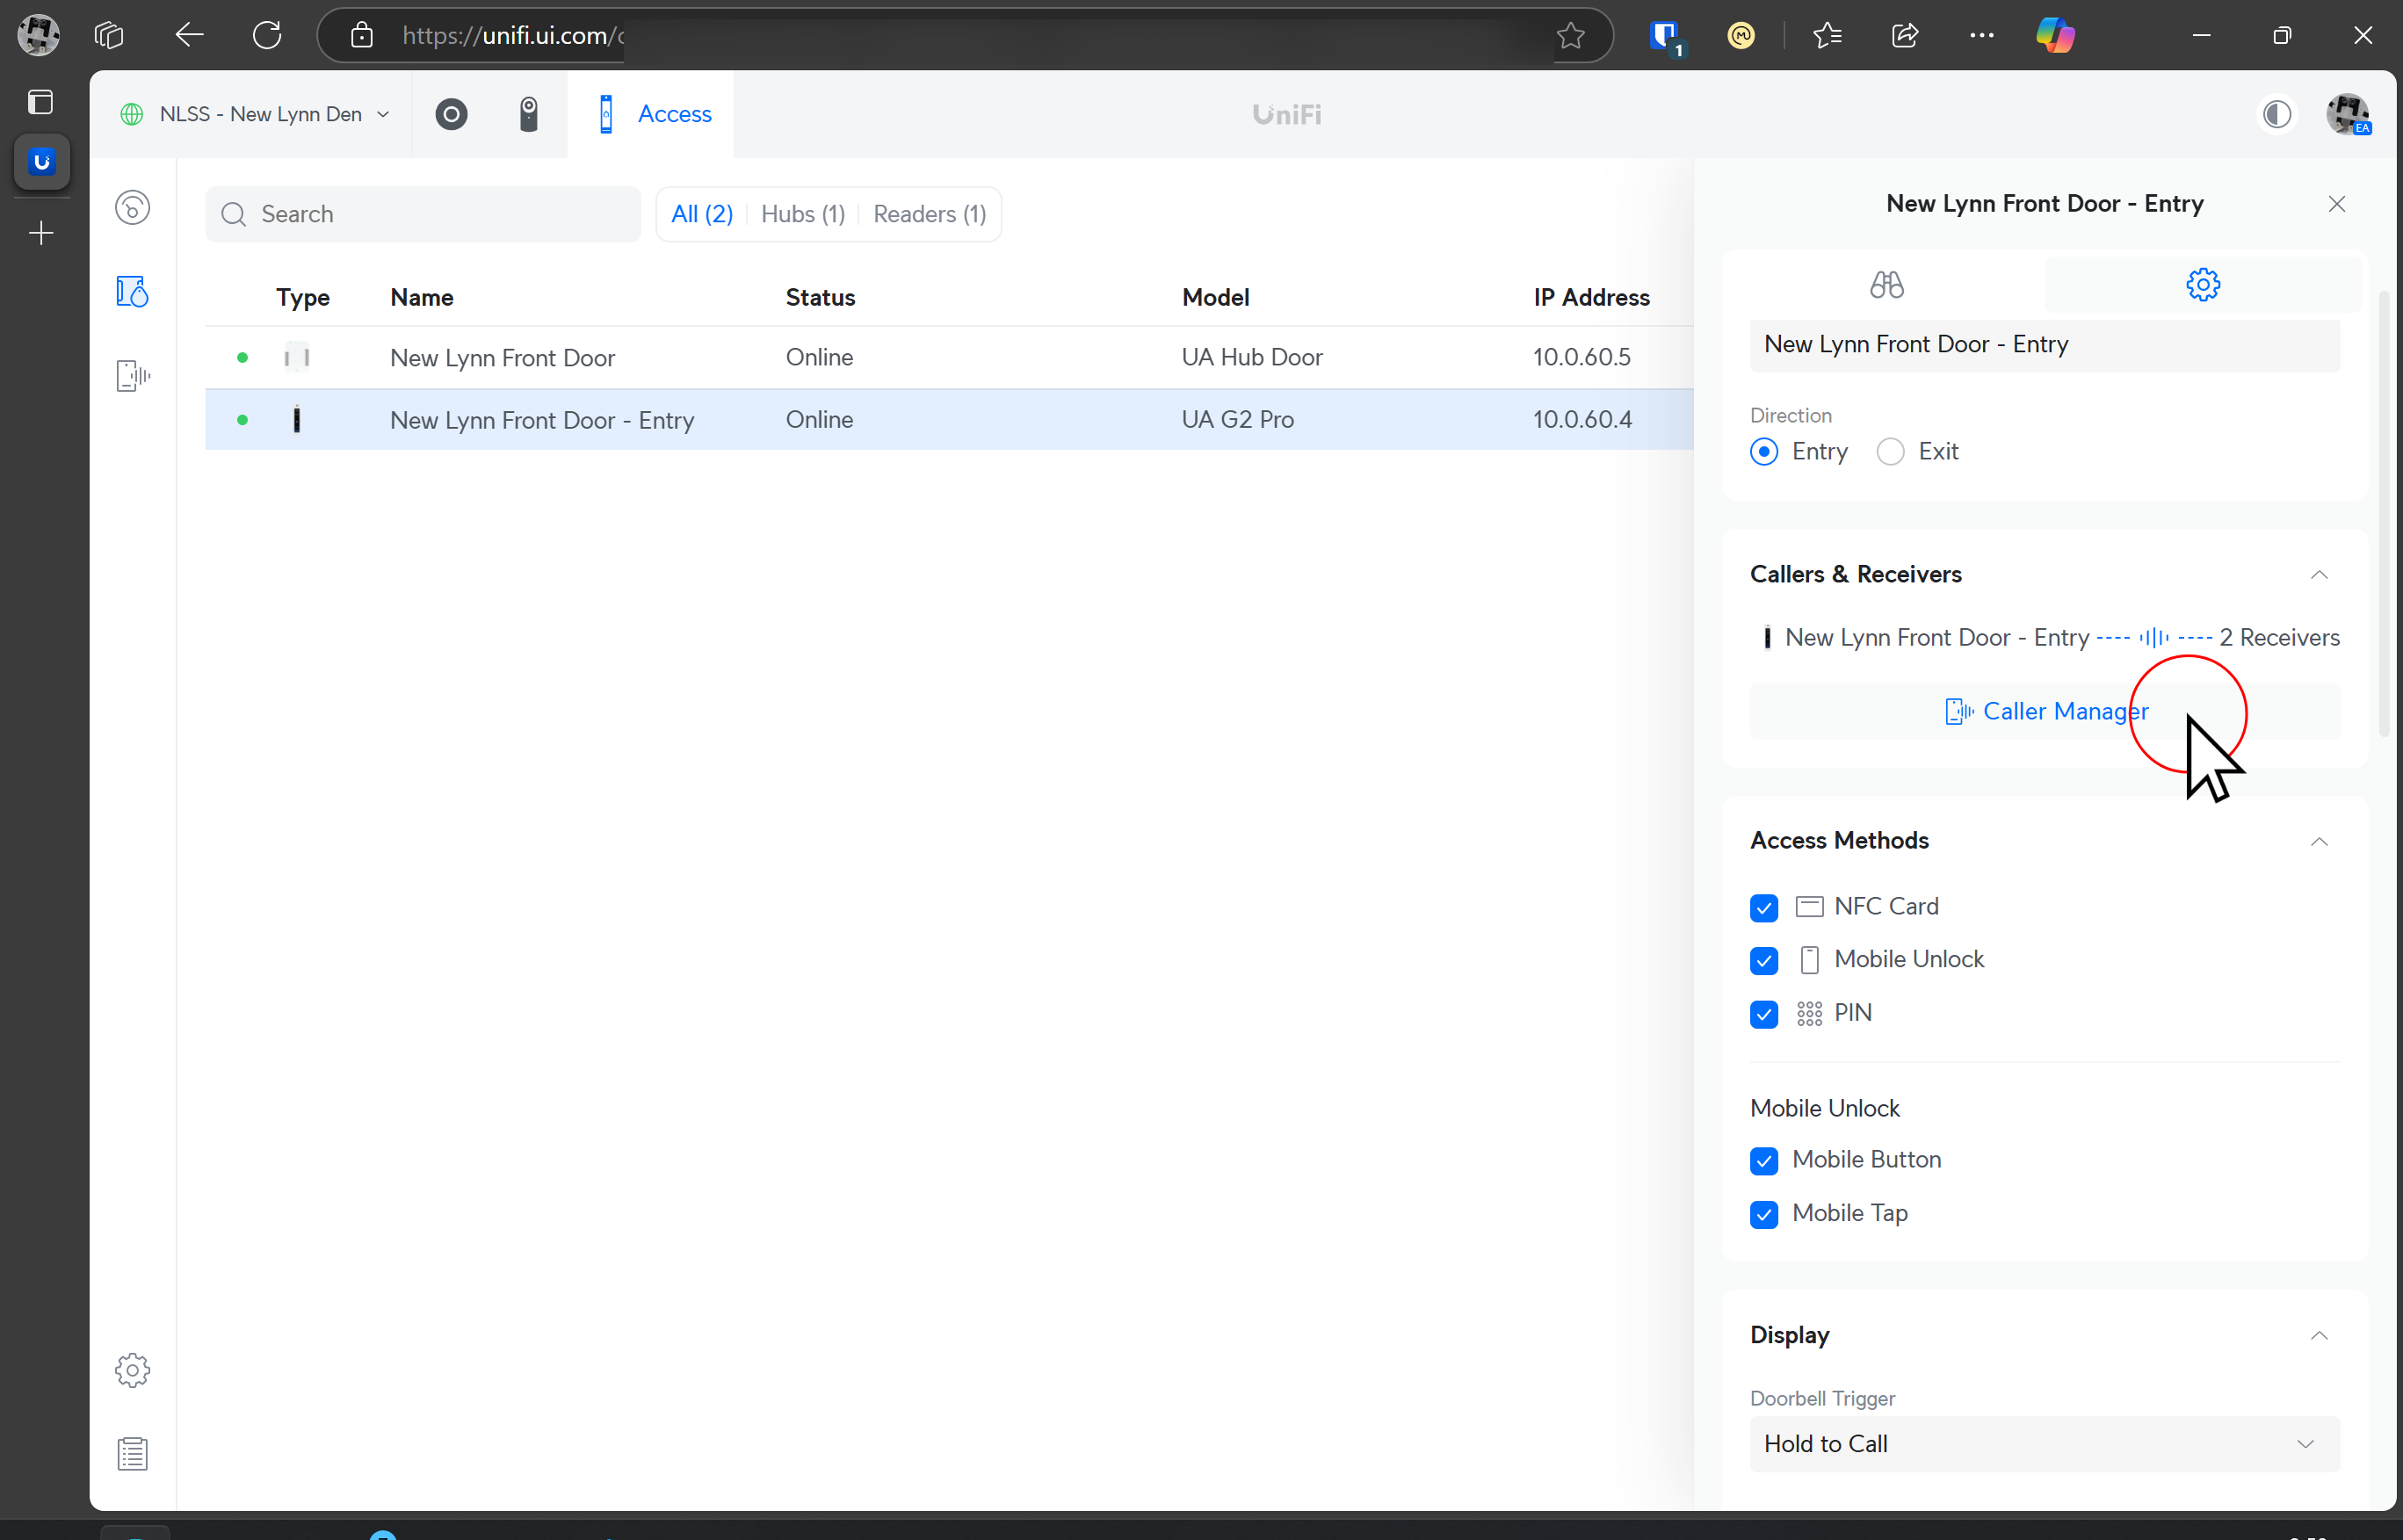 https://unifi.ui.com/
1
NLSS - New Lynn Den
Access
UniFi
EA
Search
All (2)
Hubs (1)
Readers (1)
Type
Name
Status
Model
IP Address
New Lynn Front Door
Online
UA Hub Door
10.0.60.5
New Lynn Front Door - Entry
Online
UA G2 Pro
10.0.60.4
New Lynn Front Door - Entry
New Lynn Front Door - Entry
Direction
Entry
Exit
Callers & Receivers
New Lynn Front Door - Entry
2 Receivers
Caller Manager
Access Methods
NFC Card
Mobile Unlock
PIN
Mobile Unlock
Mobile Button
Mobile Tap
Display
Doorbell Trigger
Hold to Call